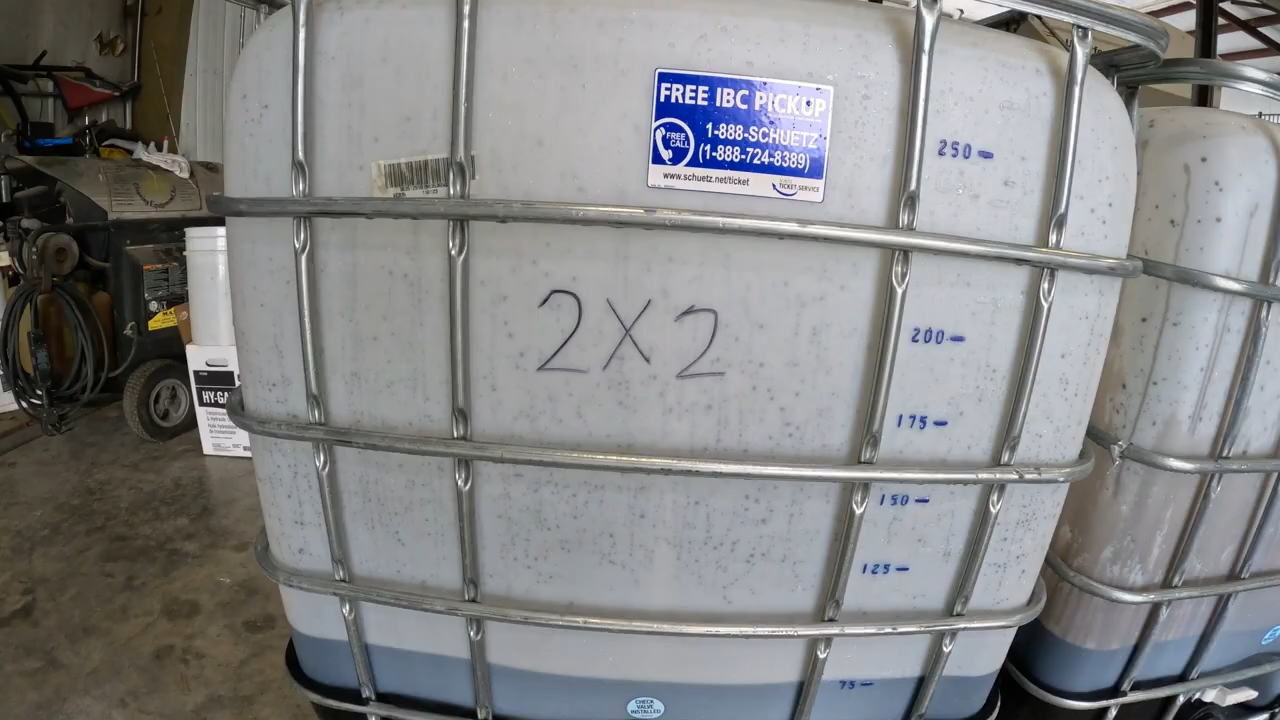 FREE IBC PICKUP
FREE CALL
1-888-SCHUETZ
(1-888-724-8389)
www.schuetz.net/ticket
TICKET SERVICE
250
2X2
200
175
150
125
75
CHECK
VALVE
INSTALLED
HY-GA